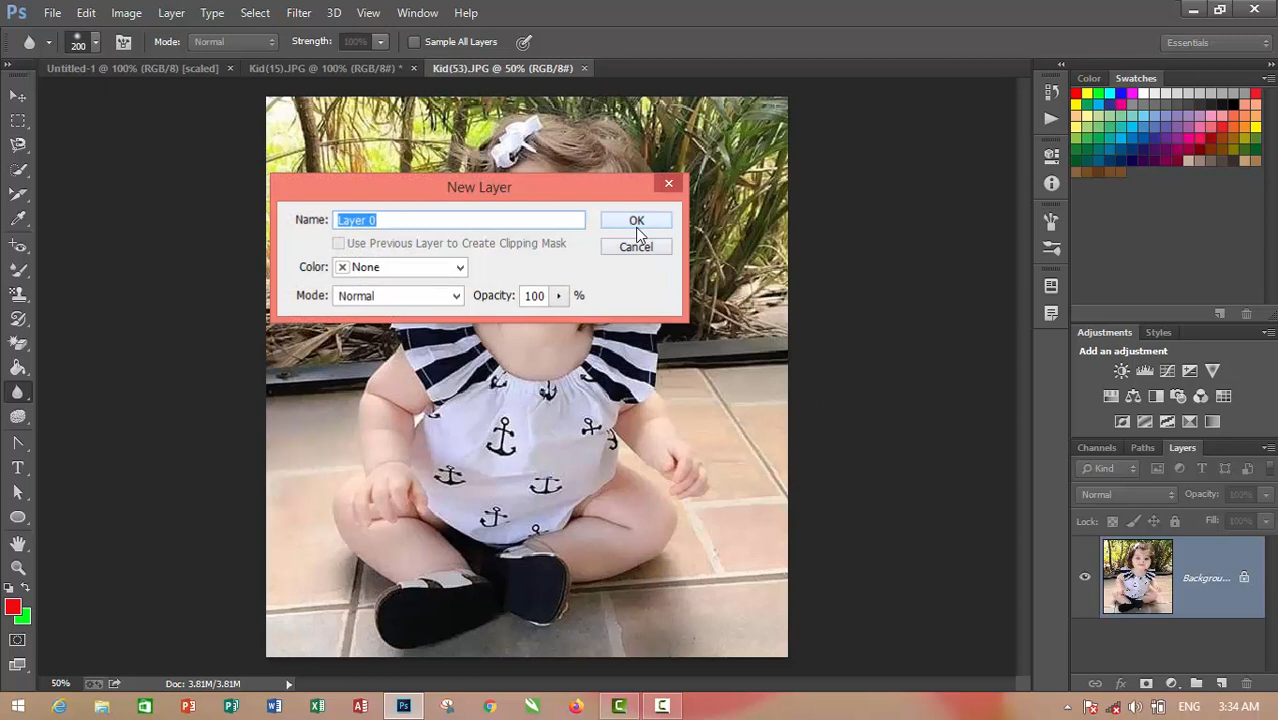 Ps File Edit Image Layer Type Select Filter 3D View Window Help
200 Mode: Normal Strength: 100% Sample All Layers Essentials
Untitled-1 @ 100% (RGB/8) [scaled] × Kid(15).JPG @ 100% (RGB/8#) * × Kid(53).JPG @ 50% (RGB/8#) ×
Color Swatches
New Layer
Name: Layer 0 OK
Use Previous Layer to Create Clipping Mask Cancel
Color: None
Mode: Normal Opacity: 100 %
Adjustments Styles
Add an adjustment
Channels Paths Layers
Kind
Normal Opacity: 100%
Lock: Fill: 100%
Backgrou...
50% Doc: 3.81M/3.81M
ENG 3:34 AM